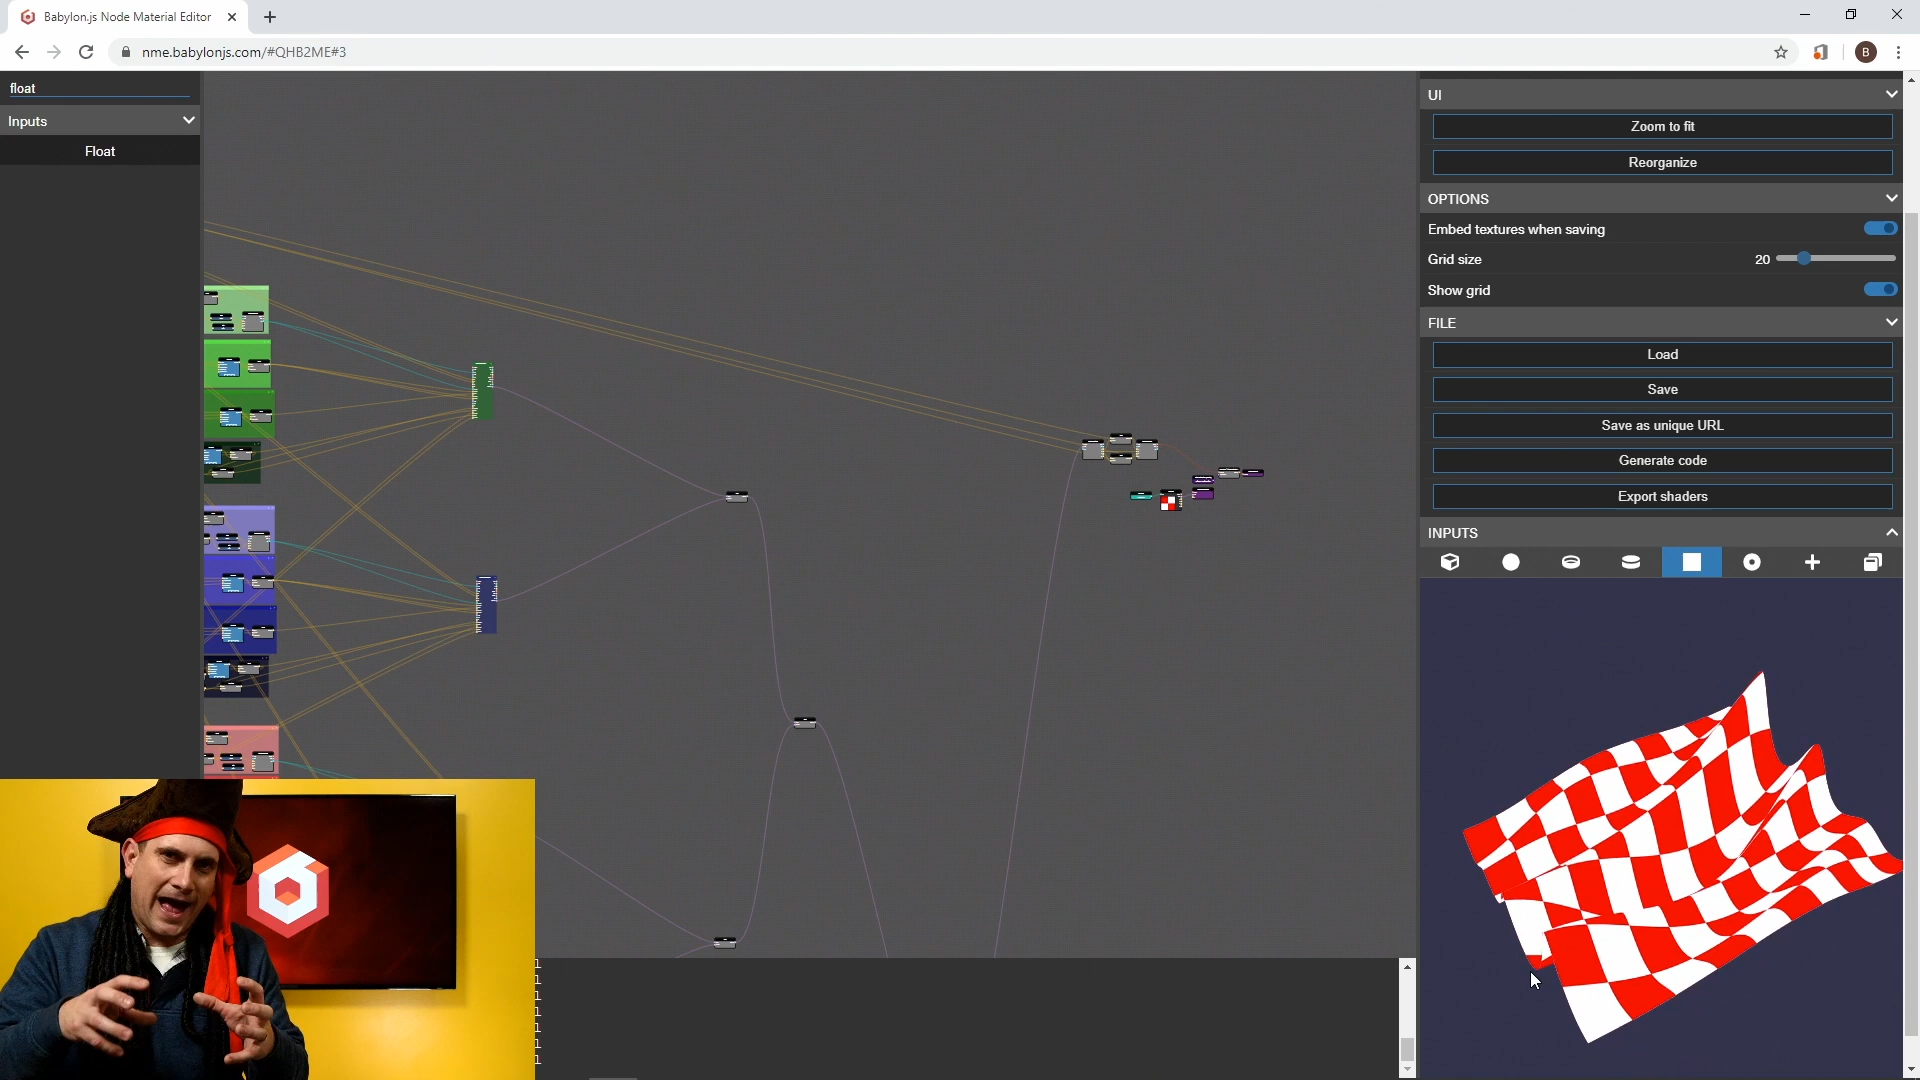 Babylon.js Node Material Editor
nme.babylonjs.com/#QHB2ME#3
B
float
Inputs
Float
UI
Zoom to fit
Reorganize
OPTIONS
Embed textures when saving
Grid size
20
Show grid
FILE
Load
Save
Save as unique URL
Generate code
Export shaders
INPUTS